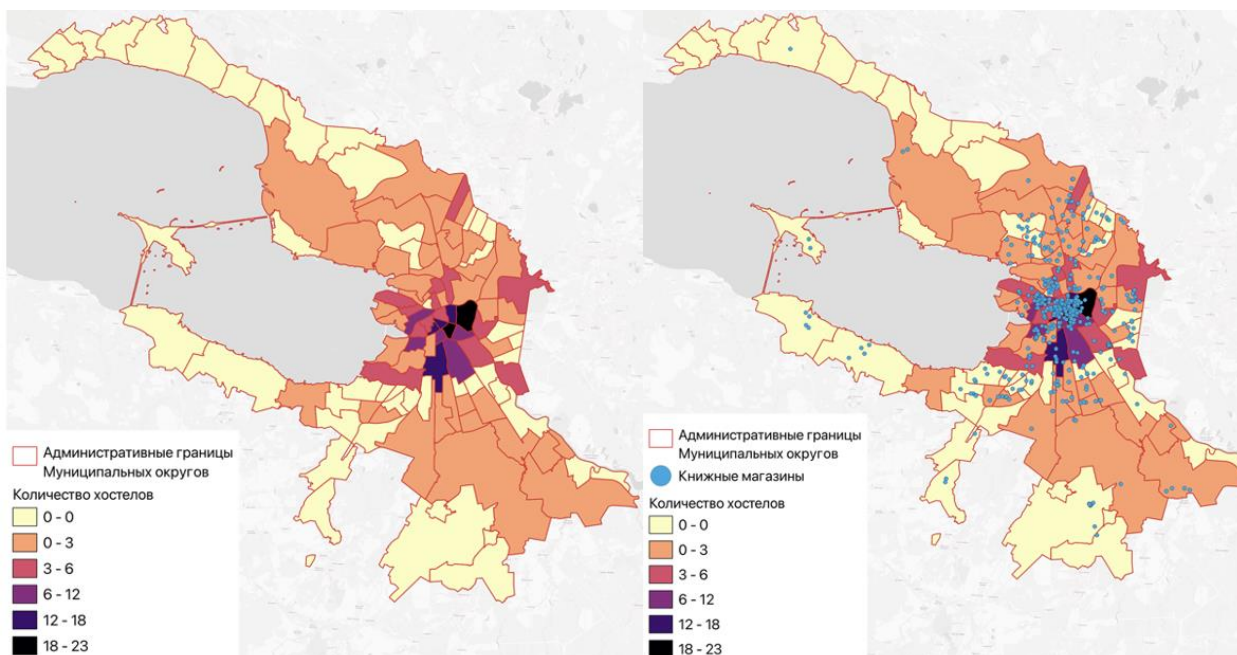 Административные границы
Муниципальных округов
Количество хостелов
0 - 0
0 - 3
3 - 6
6 - 12
12 - 18
18 - 23
Административные границы
Муниципальных округов
Книжные магазины
Количество хостелов
0 - 0
0 - 3
3 - 6
6 - 12
12 - 18
18 - 23